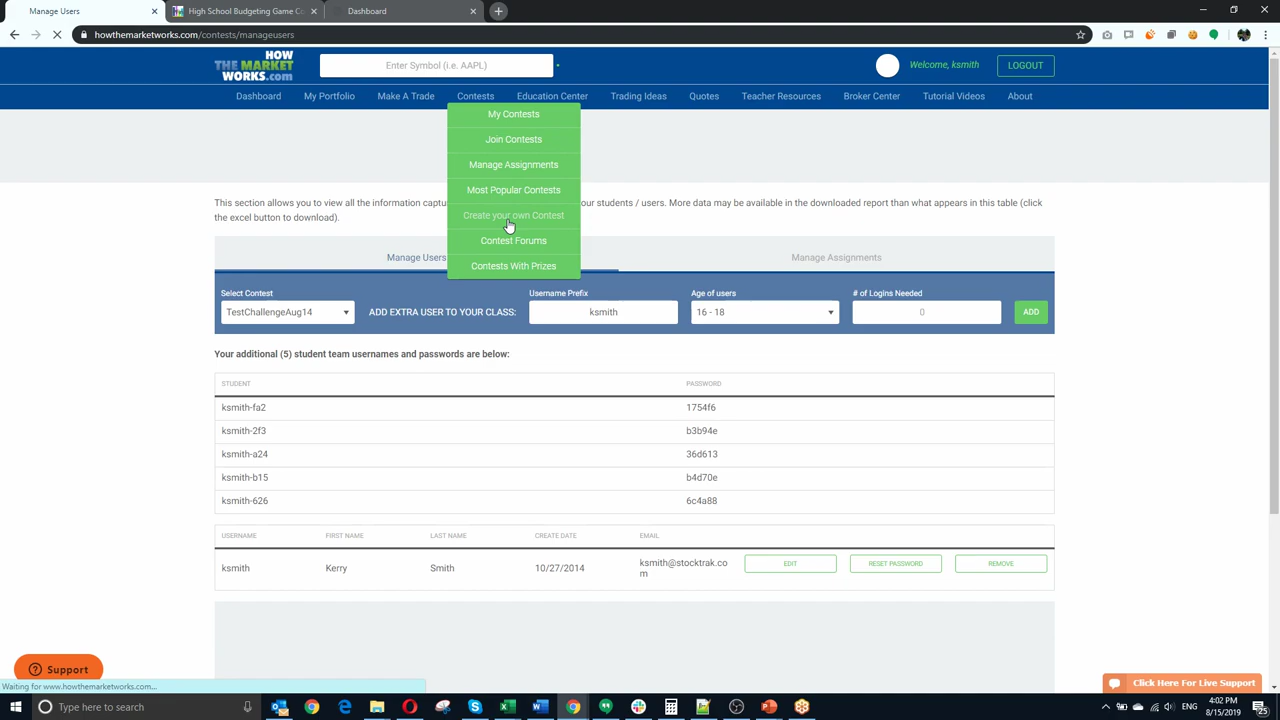 Manage Users
High School Budgeting Game Co
Dashboard
howthemarketworks.com/contests/manageusers
HOW
THE MARKET
WORKS.com
Enter Symbol (i.e. AAPL)
Welcome, ksmith
LOGOUT
Dashboard
My Portfolio
Make A Trade
Contests
Education Center
Trading Ideas
Quotes
Teacher Resources
Broker Center
Tutorial Videos
About
My Contests
Join Contests
Manage Assignments
Most Popular Contests
Create your own Contest
Contest Forums
Contests With Prizes
This section allows you to view all the information captu
our students / users. More data may be available in the downloaded report than what appears in this table (click
the excel button to download).
Manage Users
Manage Assignments
Select Contest
TestChallengeAug14
ADD EXTRA USER TO YOUR CLASS:
Username Prefix
ksmith
Age of users
16 - 18
# of Logins Needed
0
ADD
Your additional (5) student team usernames and passwords are below:
STUDENT PASSWORD
ksmith-fa2 1754f6
ksmith-2f3 b3b94e
ksmith-a24 36d613
ksmith-b15 b4d70e
ksmith-626 6c4a88
USERNAME FIRST NAME LAST NAME CREATE.DATE EMAIL
ksmith Kerry Smith 10/27/2014 ksmith@stocktrak.co
m
EDIT RESET PASSWORD REMOVE
Support
Click Here For Live Support
Waiting for www.howthemarketworks.com...
Type here to search
4:02 PM
8/15/2019
25